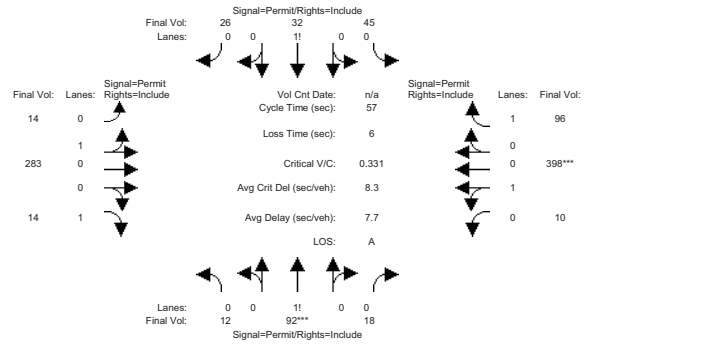 Signal=Permit/Rights=Include
Final Vol: 26 32 45
Lanes: 0 0 1! 0 0
Signal=Permit
Final Vol: Lanes: Rights=Include
Vol Cnt Date: n/a
Signal=Permit
Rights=Include Lanes: Final Vol:
Cycle Time (sec): 57
14 0
1 96
Loss Time (sec): 6
1
0
283 0
Critical V/C: 0.331
0 398***
0
Avg Crit Del (sec/veh): 8.3
1
14 1
Avg Delay (sec/veh): 7.7
0 10
LOS: A
Lanes: 0 0 1! 0 0
Final Vol: 12 92*** 18
Signal=Permit/Rights=Include